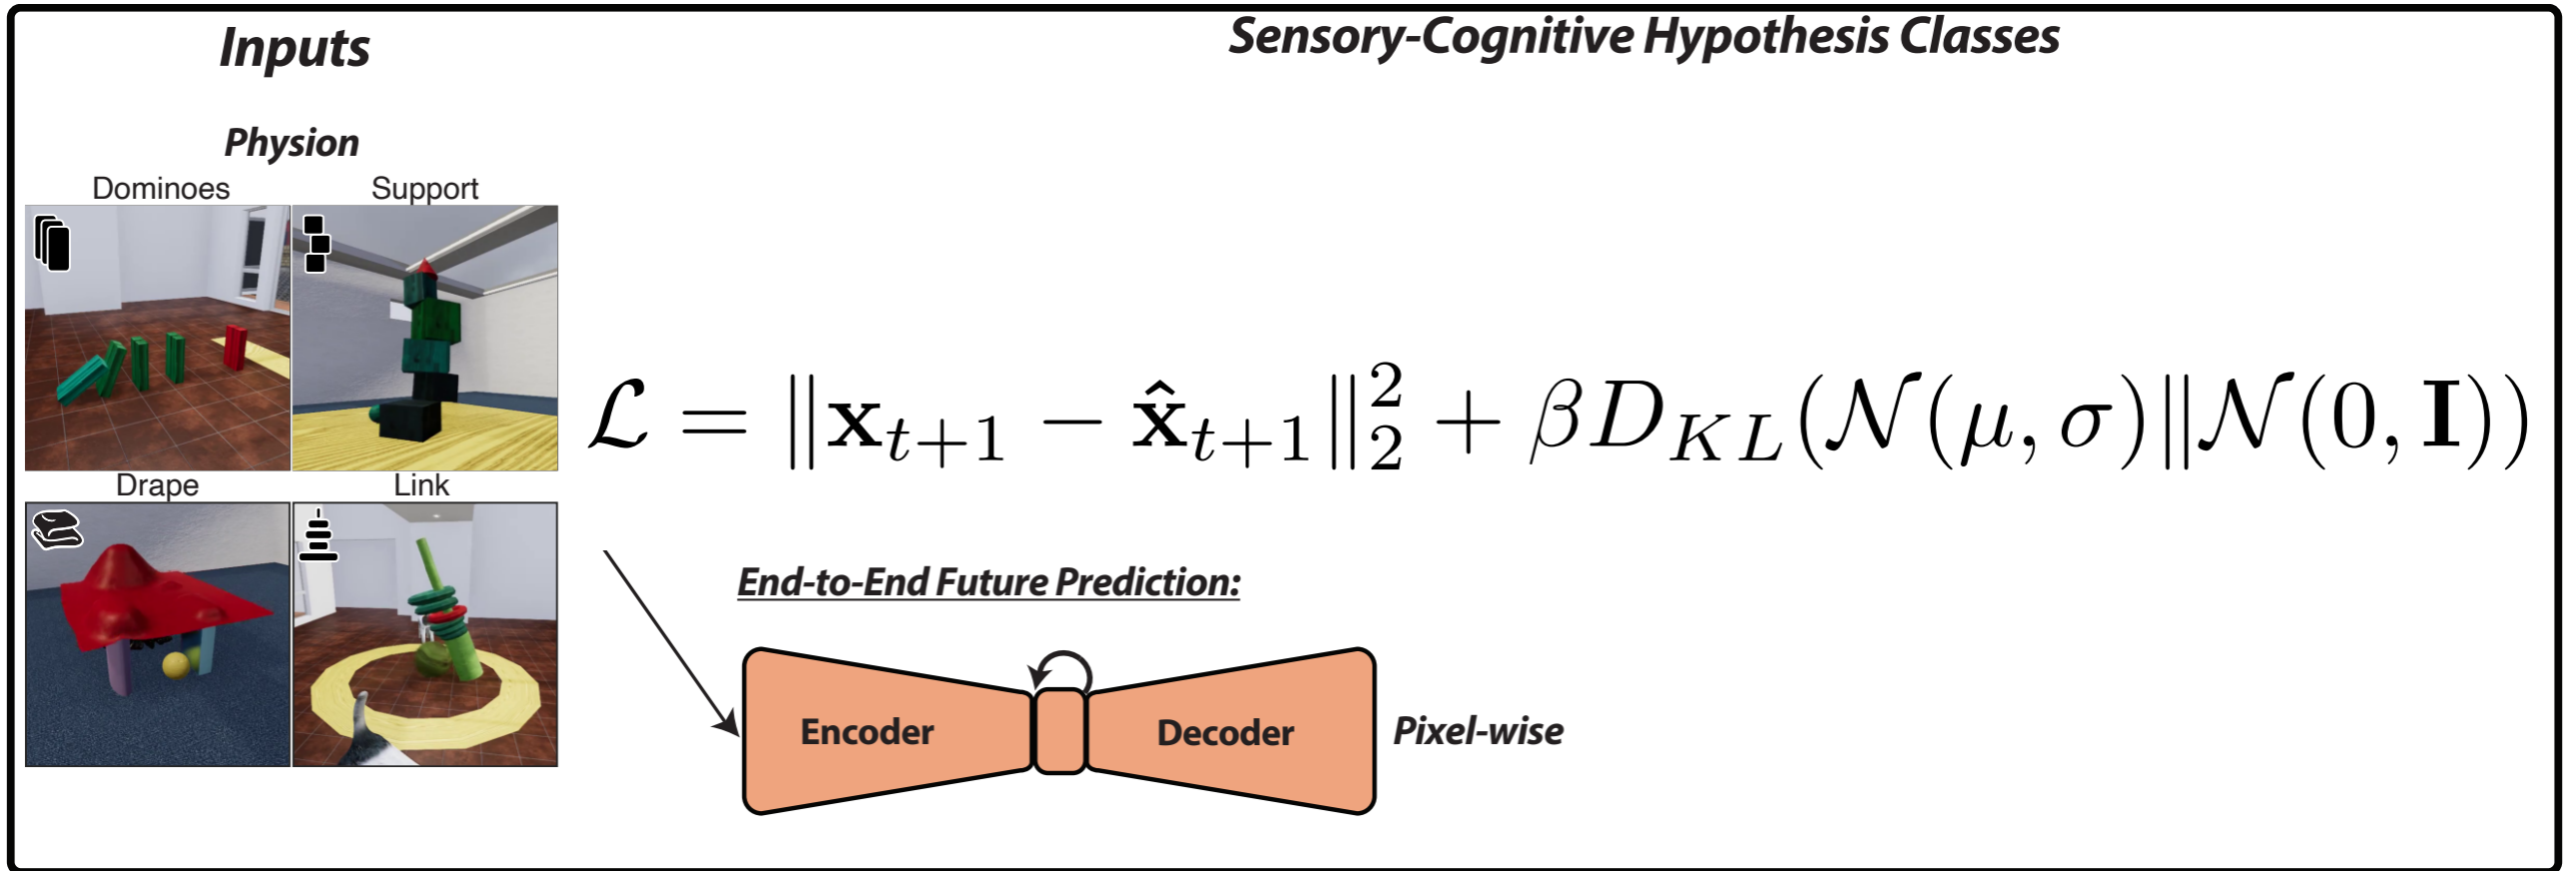 Inputs
Sensory-Cognitive Hypothesis Classes
Physion
Dominoes
Support
Drape
Link
ℒ = ‖𝐱ₜ₊₁ − 𝐱̂ₜ₊₁‖₂² + βD_{KL}(𝒩(μ, σ)‖𝒩(0, 𝐈))
End-to-End Future Prediction:
Encoder
Decoder
Pixel-wise